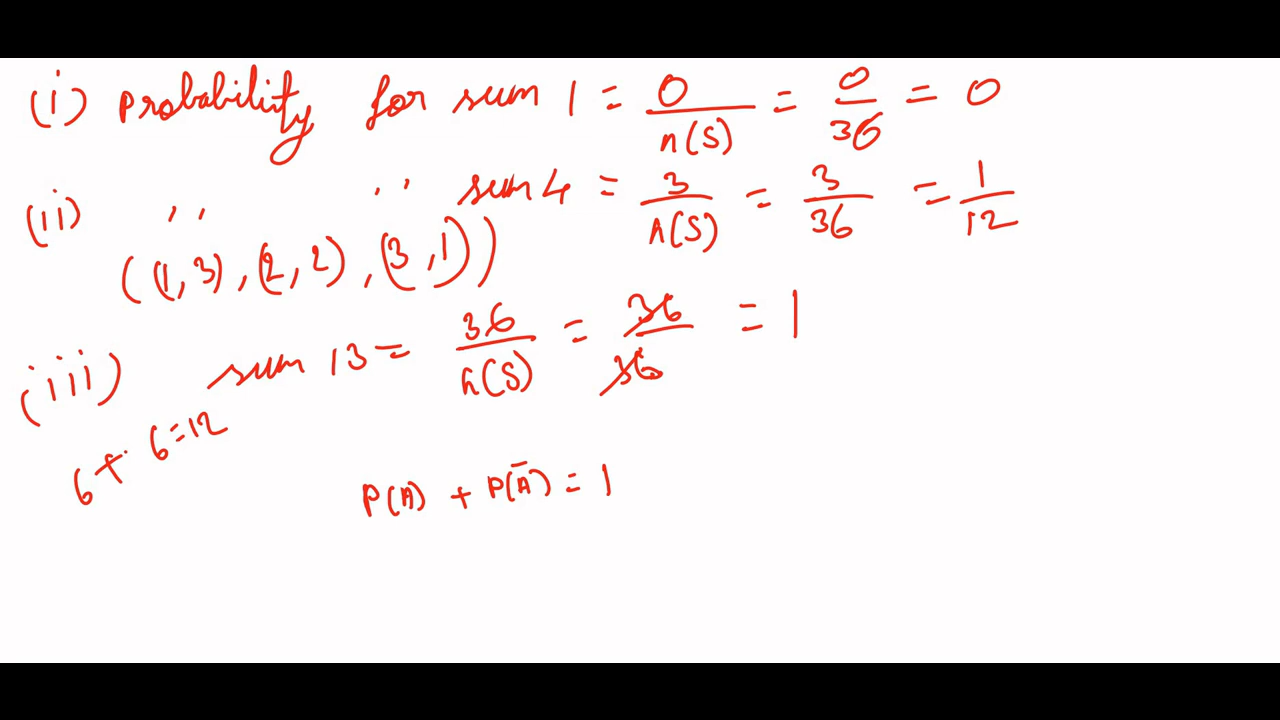 (i) probability for sum 1 = 0/n(S) = 0/36 = 0
(ii) ,, ,, sum 4 = 3/n(S) = 3/36 = 1/12
((1,3),(2,2),(3,1))
(iii) sum 13 = 36/n(S) = 36/36 = 1
6 + 6 = 12
P(A) + P(Ā) = 1